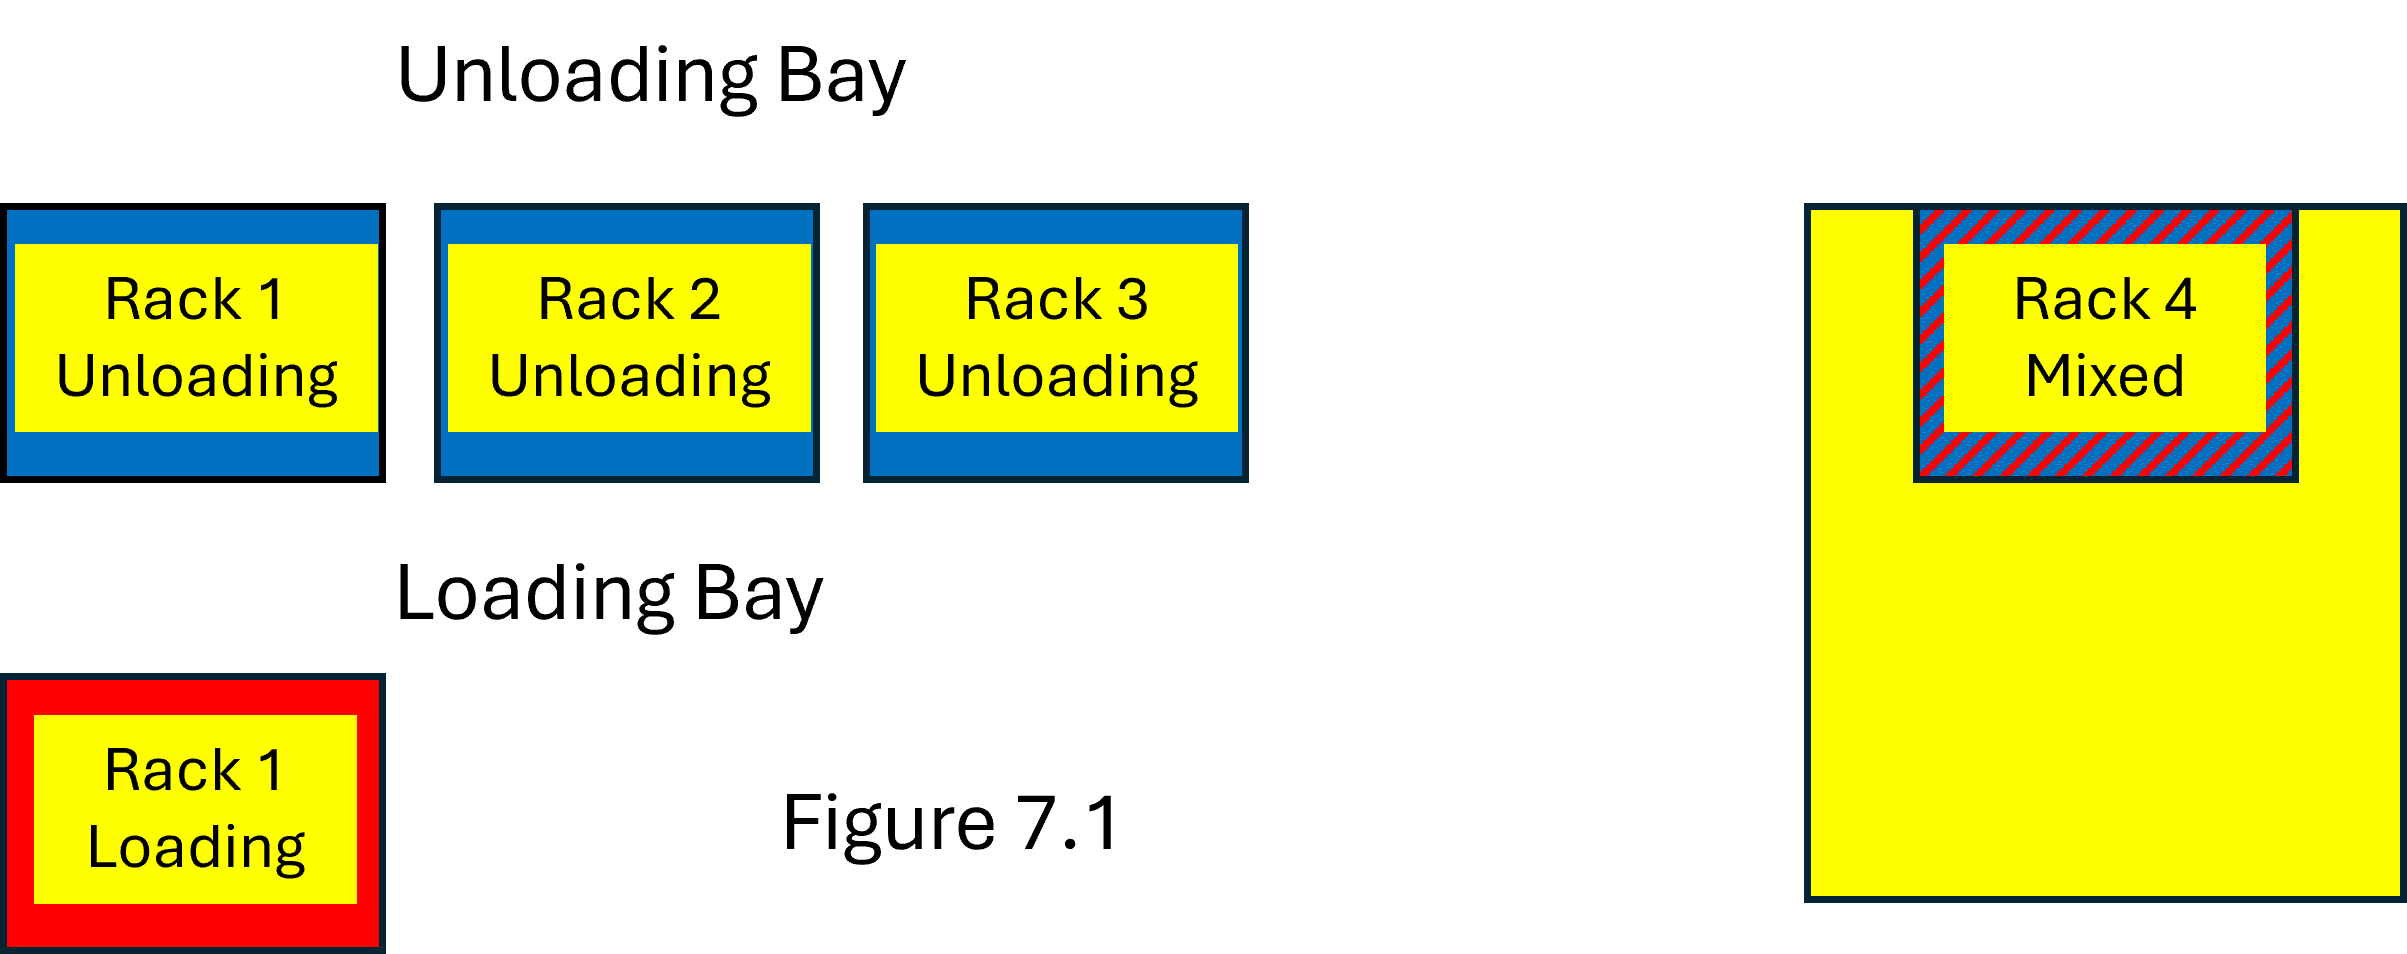 Unloading Bay
Rack 1
Unloading
Rack 2
Unloading
Rack 3
Unloading
Rack 4
Mixed
Loading Bay
Rack 1
Loading
Figure 7.1